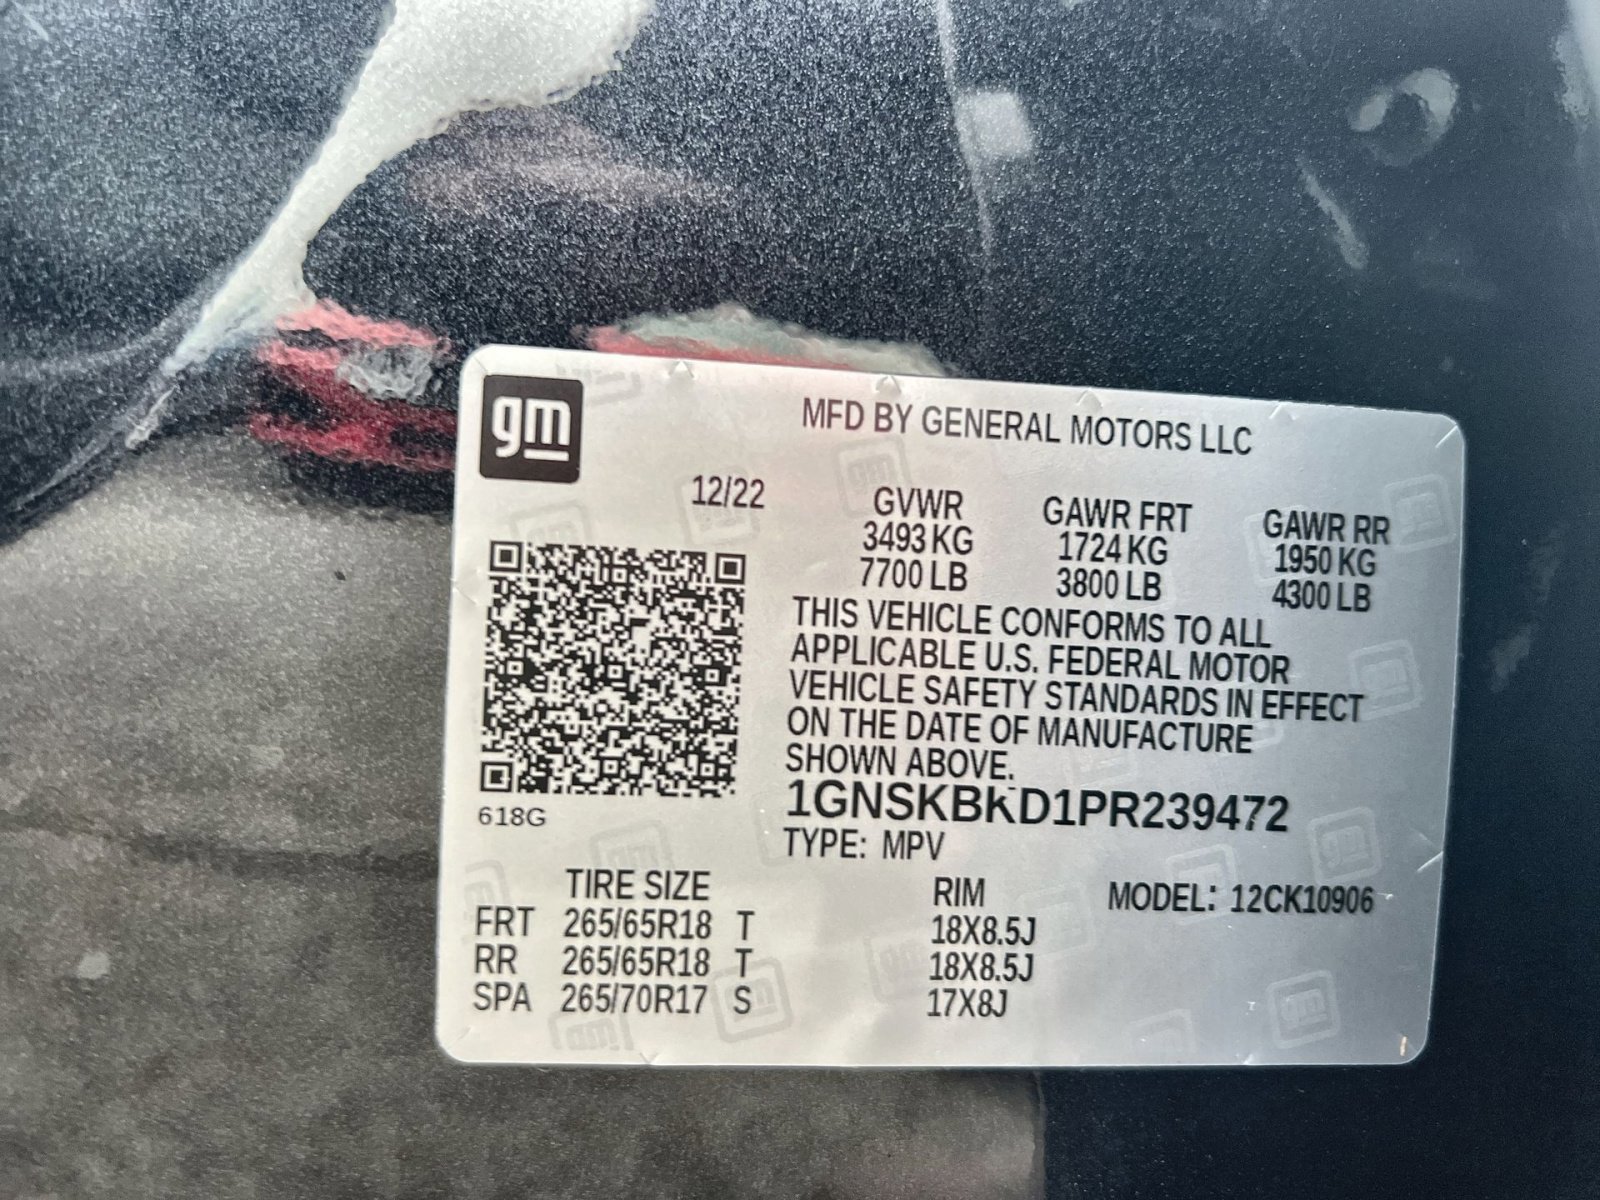 gm
MFD BY GENERAL MOTORS LLC
12/22
GVWR GAWR FRT GAWR RR
3493 KG 1724 KG 1950 KG
7700 LB 3800 LB 4300 LB
THIS VEHICLE CONFORMS TO ALL
APPLICABLE U.S. FEDERAL MOTOR
VEHICLE SAFETY STANDARDS IN EFFECT
ON THE DATE OF MANUFACTURE
SHOWN ABOVE.
1GNSKBKD1PR239472
618G
TYPE: MPV
TIRE SIZE RIM MODEL: 12CK10906
FRT 265/65R18 T 18X8.5J
RR 265/65R18 T 18X8.5J
SPA 265/70R17 S 17X8J